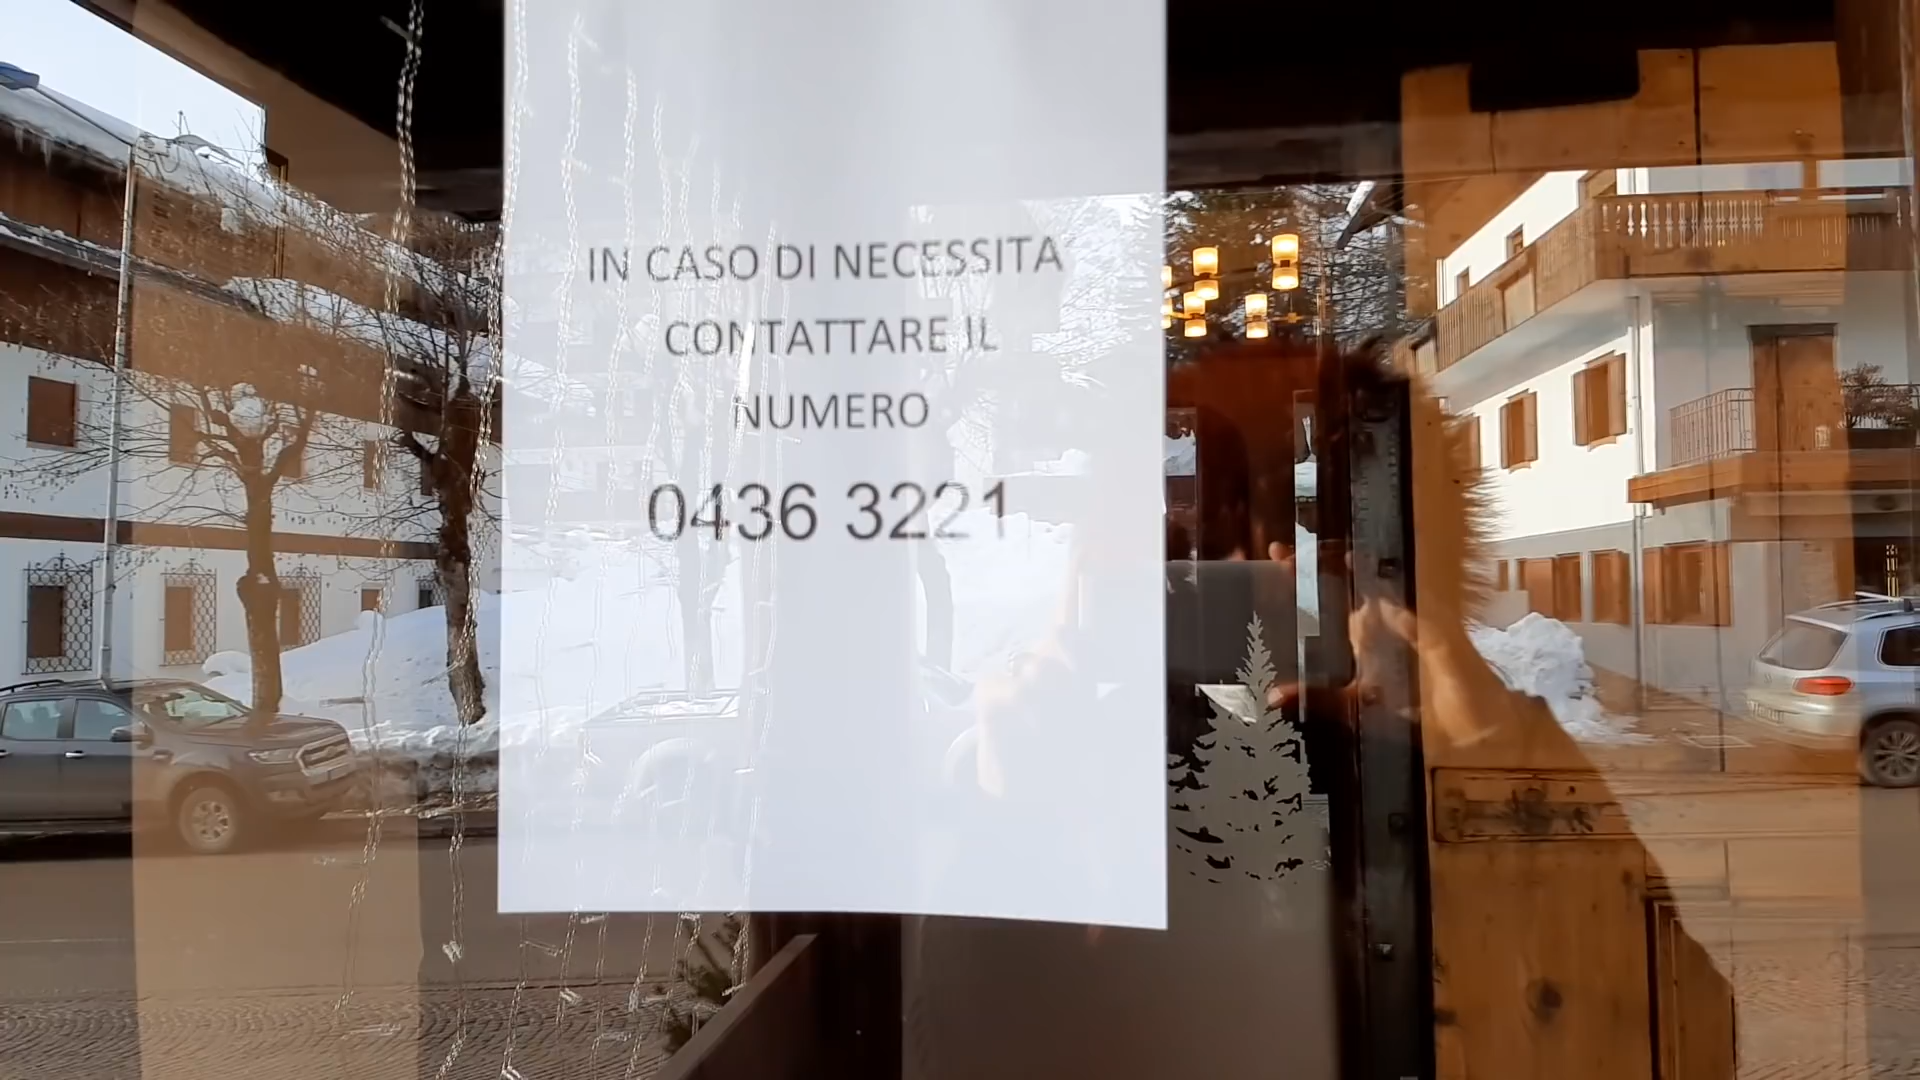 IN CASO DI NECESSITA'
CONTATTARE IL
NUMERO
0436 3221